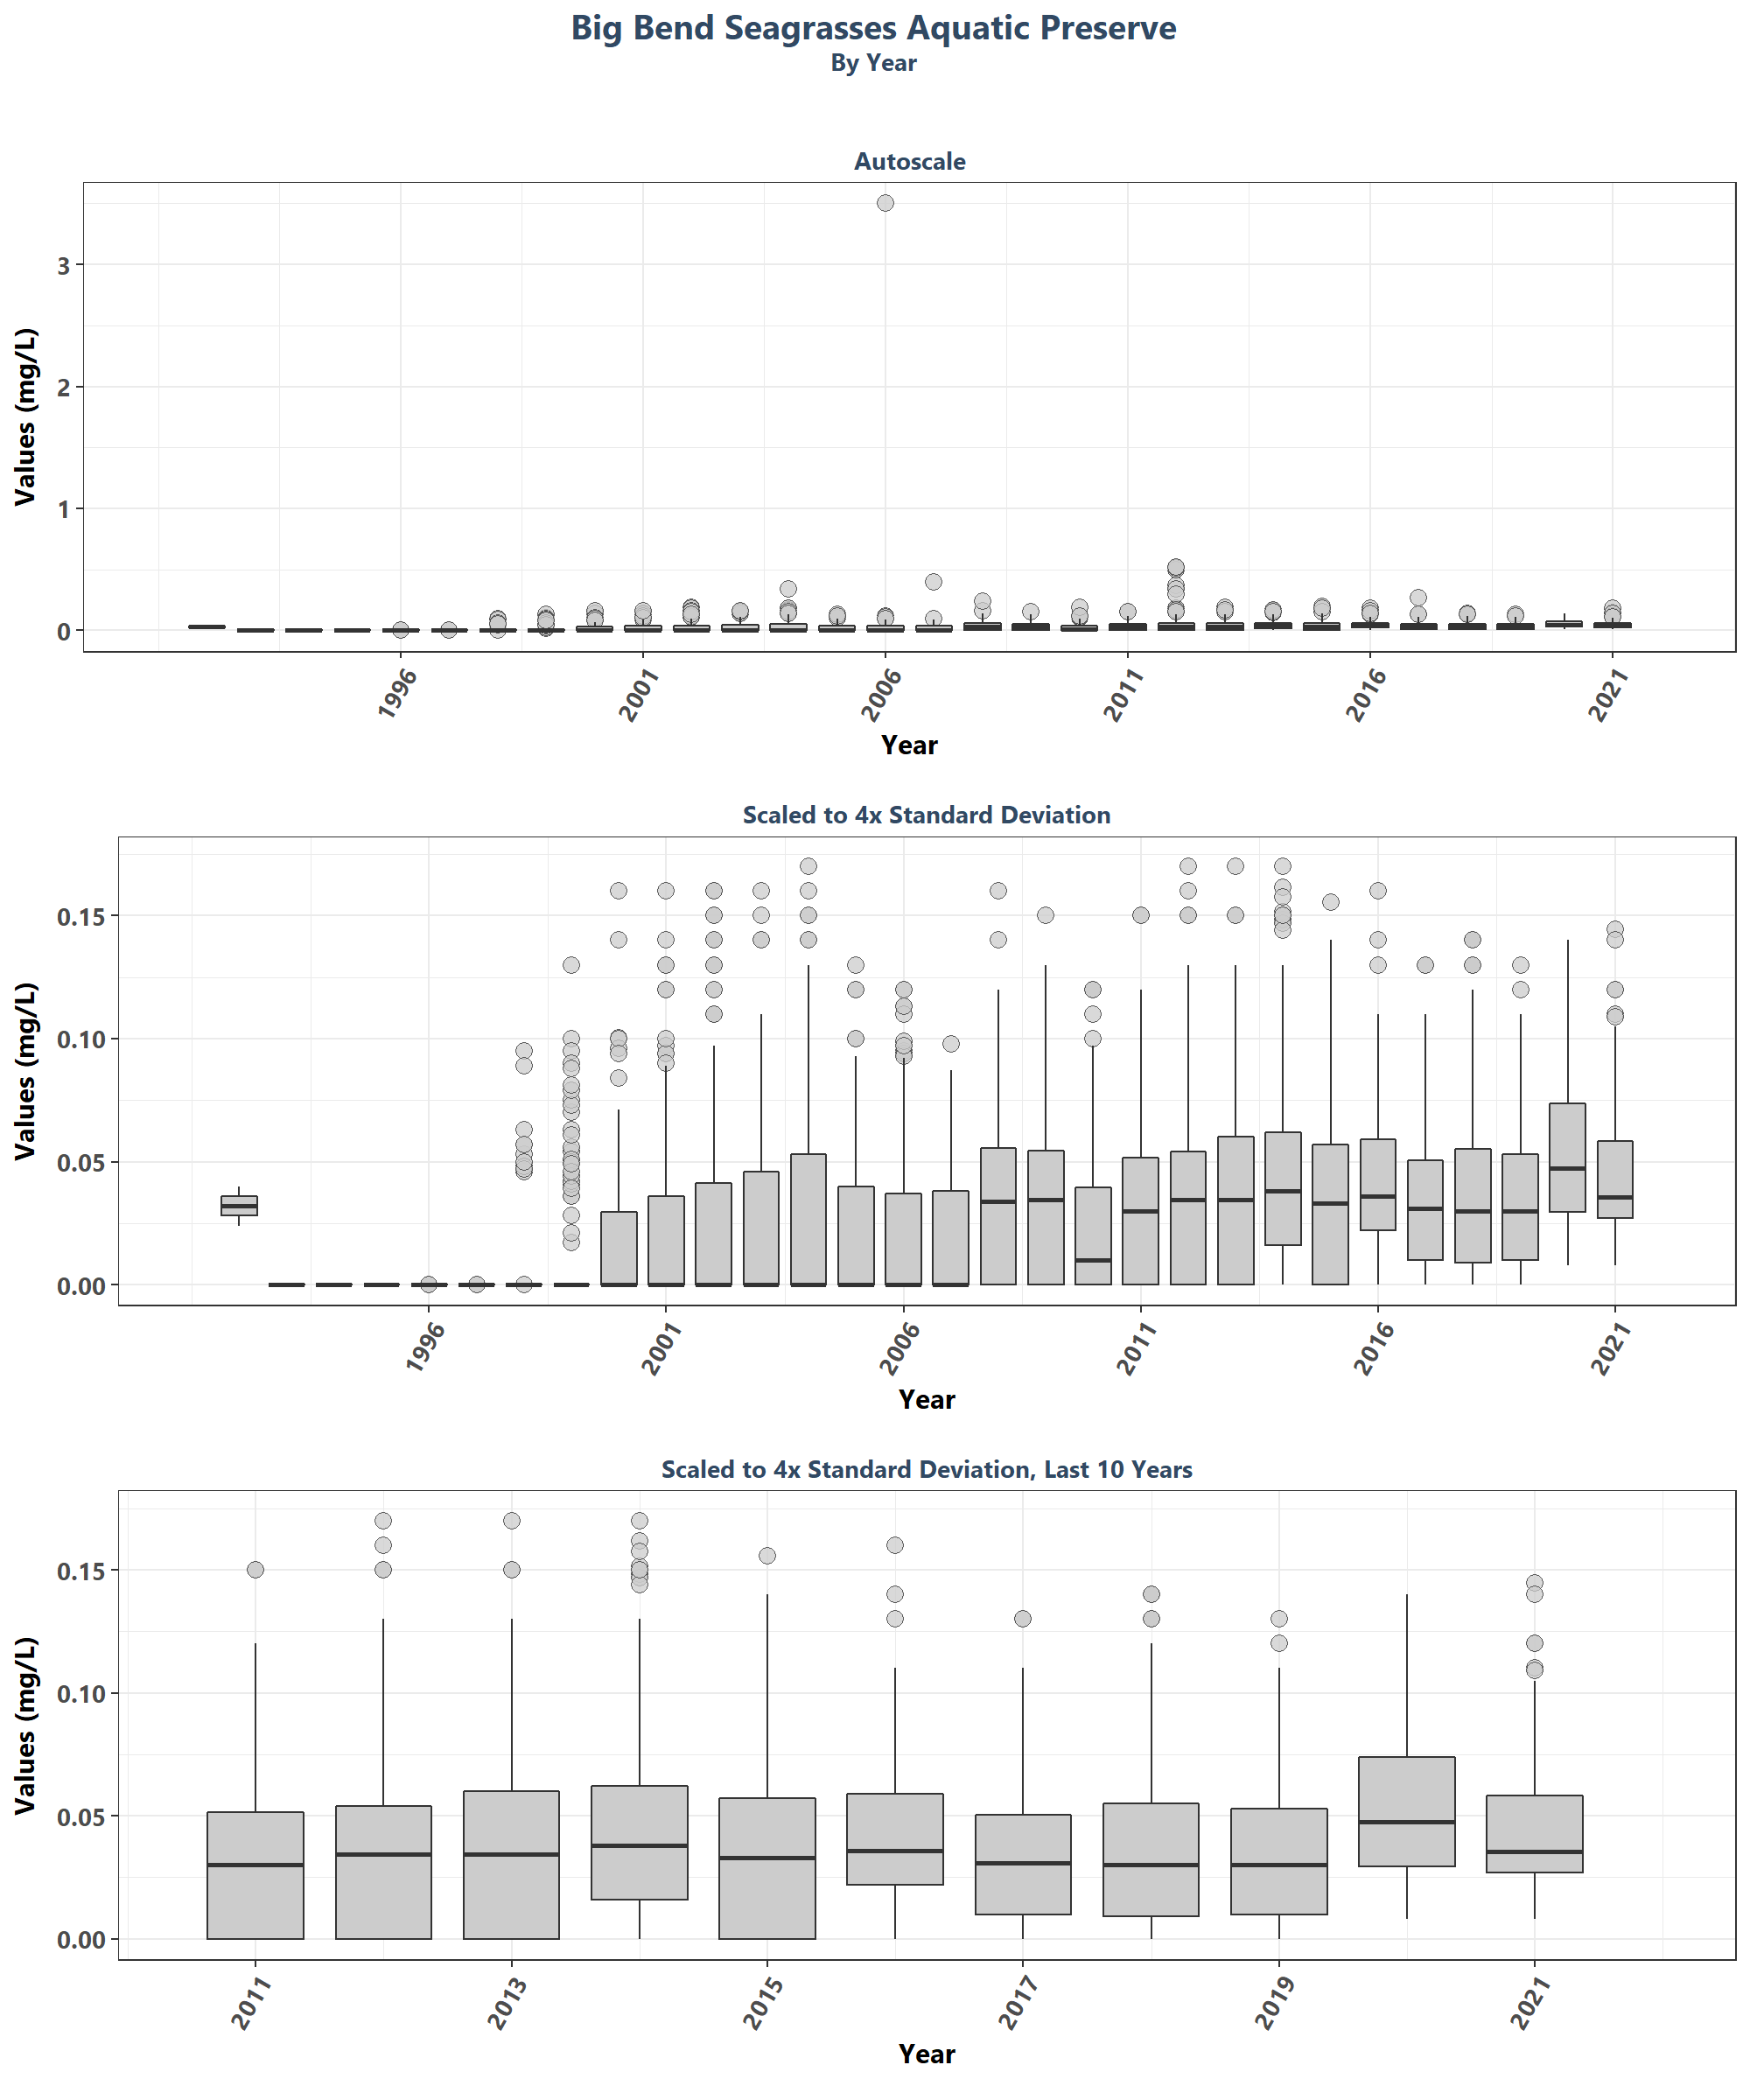 Big Bend Seagrasses Aquatic Preserve
By Year
Autoscale
Values (mg/L)
3
2
1
0
1996
2001
2006
2011
2016
2021
Year
Scaled to 4x Standard Deviation
Values (mg/L)
0.15
0.10
0.05
0.00
1996
2001
2006
2011
2016
2021
Year
Scaled to 4x Standard Deviation, Last 10 Years
Values (mg/L)
0.15
0.10
0.05
0.00
2011
2013
2015
2017
2019
2021
Year